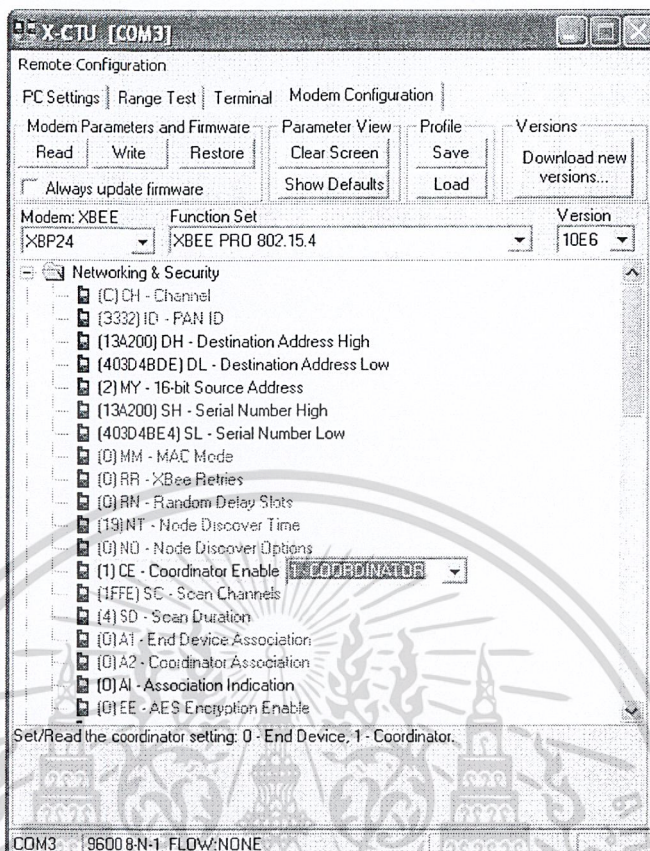 X-CTU [COM3]
Remote Configuration
PC Settings Range Test Terminal Modem Configuration
Modem Parameters and Firmware Parameter View Profile Versions
Read Write Restore Clear Screen Save Download new versions...
Always update firmware Show Defaults Load
Modem: XBEE Function Set Version
XBP24 XBEE PRO 802.15.4 10E6
Networking & Security
(C) CH - Channel
(3332) ID - PAN ID
(13A200) DH - Destination Address High
(403D4BDE) DL - Destination Address Low
(2) MY - 16-bit Source Address
(13A200) SH - Serial Number High
(403D4BE4) SL - Serial Number Low
(0) MM - MAC Mode
(0) RR - XBee Retries
(0) RN - Random Delay Slots
(19) NT - Node Discover Time
(0) NO - Node Discover Options
(1) CE - Coordinator Enable 1 - COORDINATOR
(1FFE) SC - Scan Channels
(4) SD - Scan Duration
(0) A1 - End Device Association
(0) A2 - Coordinator Association
(0) AI - Association Indication
(0) EE - AES Encryption Enable
Set/Read the coordinator setting: 0 - End Device, 1 - Coordinator.
COM3 9600 8-N-1 FLOW:NONE